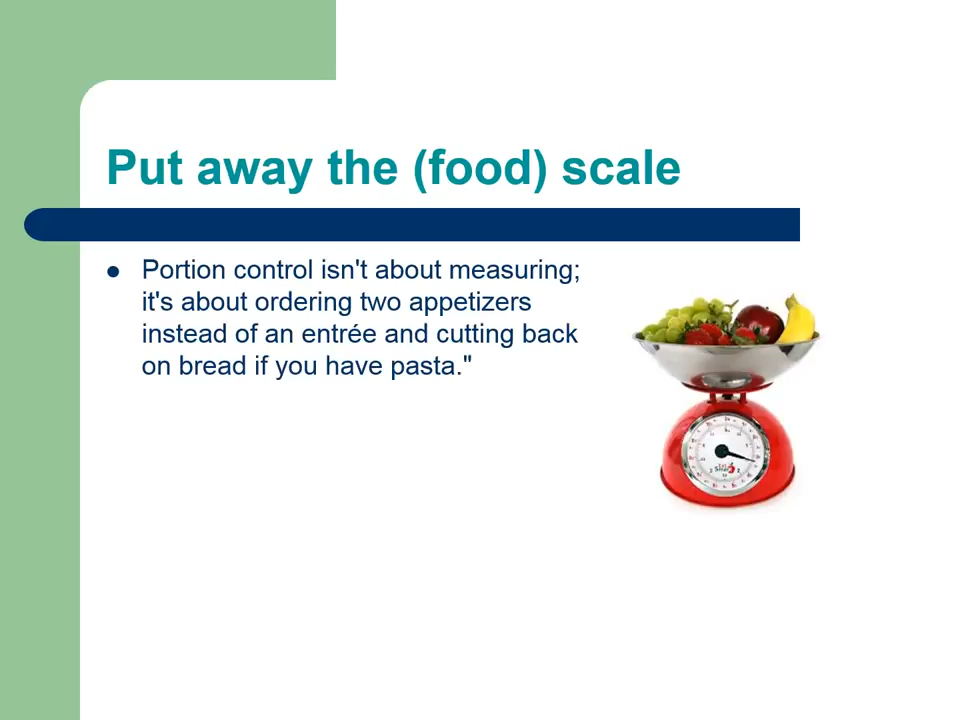 Put away the (food) scale
Portion control isn't about measuring;
it's about ordering two appetizers
instead of an entrée and cutting back
on bread if you have pasta."